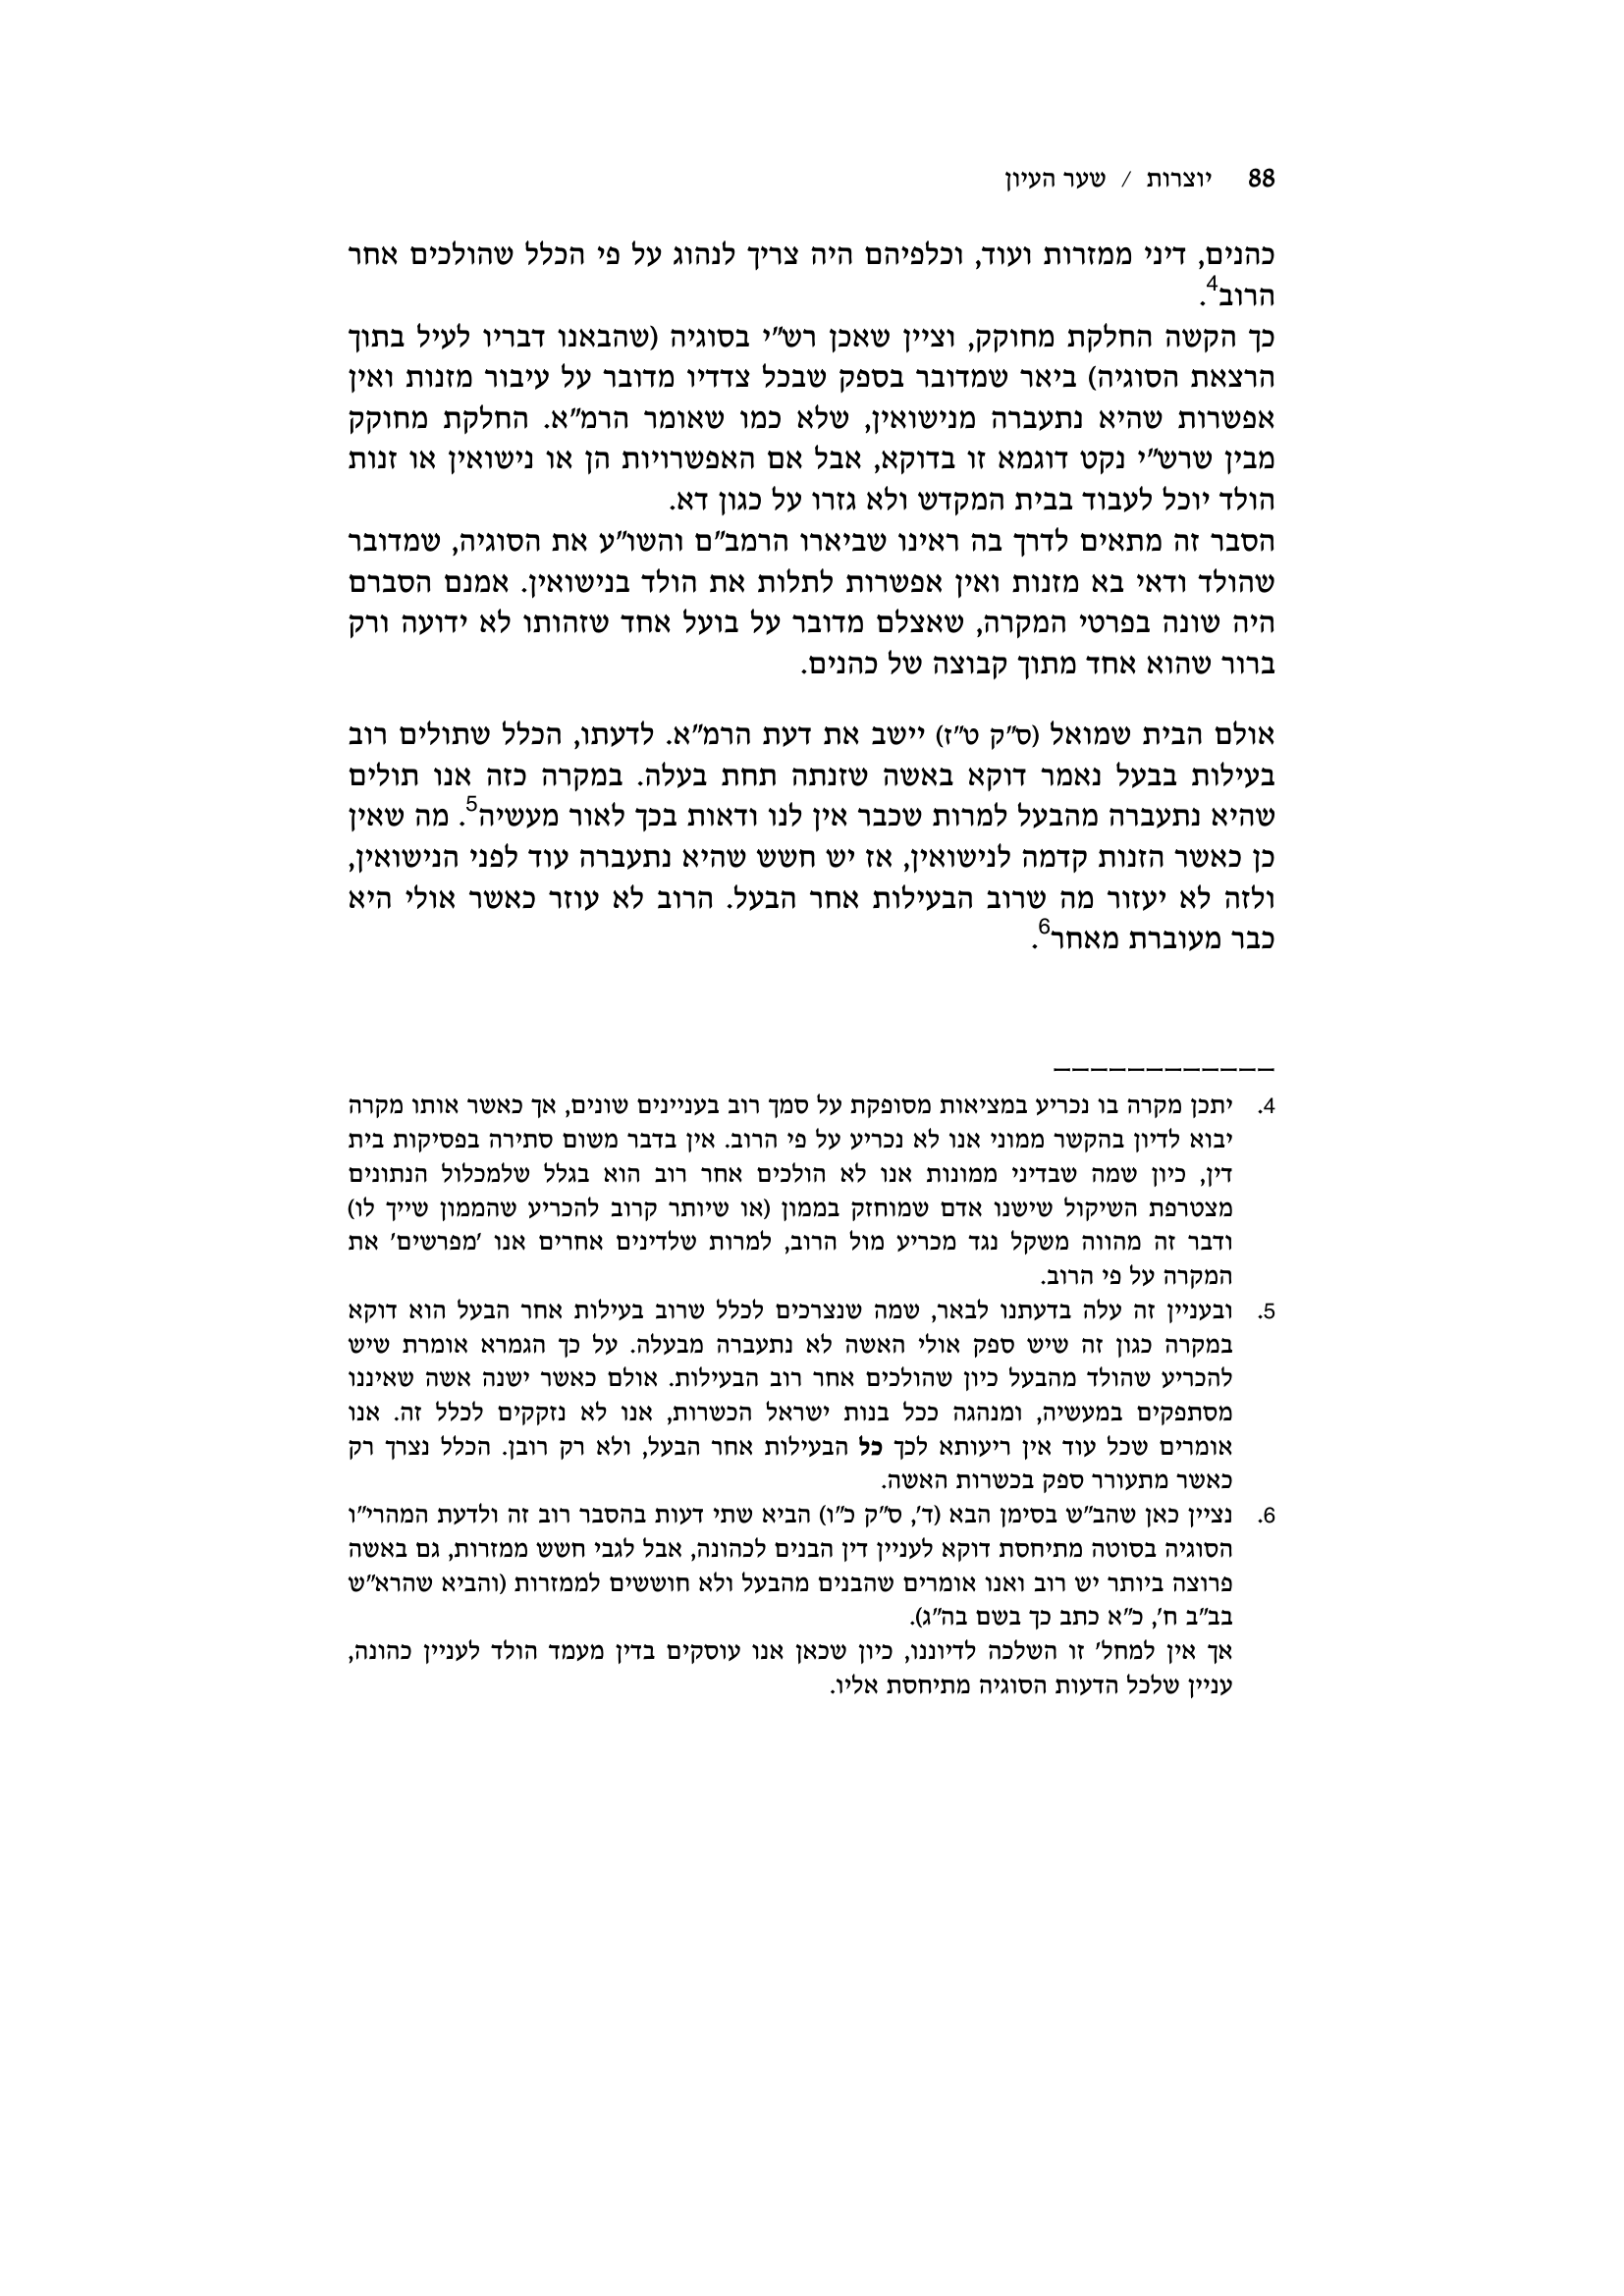 88 יוצרות / שער העיון
כהנים, דיני ממזרות ועוד, וכלפיהם היה צריך לנהוג על פי הכלל שהולכים אחר
הרוב4.
כך הקשה החלקת מחוקק, וציין שאכן רש״י בסוגיה (שהבאנו דבריו לעיל בתוך
הרצאת הסוגיה) ביאר שמדובר בספק שבכל צדדיו מדובר על עיבור מזנות ואין
אפשרות שהיא נתעברה מנישואין, שלא כמו שאומר הרמ״א. החלקת מחוקק
מבין שרש״י נקט דוגמא זו בדוקא, אבל אם האפשרויות הן או נישואין או זנות
הולד יוכל לעבוד בבית המקדש ולא גזרו על כגון דא.
הסבר זה מתאים לדרך בה ראינו שביארו הרמב״ם והשו״ע את הסוגיה, שמדובר
שהולד ודאי בא מזנות ואין אפשרות לתלות את הולד בנישואין. אמנם הסברם
היה שונה בפרטי המקרה, שאצלם מדובר על בועל אחד שזהותו לא ידועה ורק
ברור שהוא אחד מתוך קבוצה של כהנים.
אולם הבית שמואל (ס״ק ט״ז) יישב את דעת הרמ״א. לדעתו, הכלל שתולים רוב
בעילות בבעל נאמר דוקא באשה שזנתה תחת בעלה. במקרה כזה אנו תולים
שהיא נתעברה מהבעל למרות שכבר אין לנו ודאות בכך לאור מעשיה5. מה שאין
כן כאשר הזנות קדמה לנישואין, אז יש חשש שהיא נתעברה עוד לפני הנישואין,
ולזה לא יעזור מה שרוב הבעילות אחר הבעל. הרוב לא עוזר כאשר אולי היא
כבר מעוברת מאחר6.
____________
4. יתכן מקרה בו נכריע במציאות מסופקת על סמך רוב בעניינים שונים, אך כאשר אותו מקרה
יבוא לדיון בהקשר ממוני אנו לא נכריע על פי הרוב. אין בדבר משום סתירה בפסיקות בית
דין, כיון שמה שבדיני ממונות אנו לא הולכים אחר רוב הוא בגלל שלמכלול הנתונים
מצטרפת השיקול שישנו אדם שמוחזק בממון (או שיותר קרוב להכריע שהממון שייך לו)
ודבר זה מהווה משקל נגד מכריע מול הרוב, למרות שלדינים אחרים אנו ׳מפרשים׳ את
המקרה על פי הרוב.
5. ובעניין זה עלה בדעתנו לבאר, שמה שנצרכים לכלל שרוב בעילות אחר הבעל הוא דוקא
במקרה כגון זה שיש ספק אולי האשה לא נתעברה מבעלה. על כך הגמרא אומרת שיש
להכריע שהולד מהבעל כיון שהולכים אחר רוב הבעילות. אולם כאשר ישנה אשה שאיננו
מסתפקים במעשיה, ומנהגה ככל בנות ישראל הכשרות, אנו לא נזקקים לכלל זה. אנו
אומרים שכל עוד אין ריעותא לכך כל הבעילות אחר הבעל, ולא רק רובן. הכלל נצרך רק
כאשר מתעורר ספק בכשרות האשה.
6. נציין כאן שהב״ש בסימן הבא (ד׳, ס״ק כ״ו) הביא שתי דעות בהסבר רוב זה ולדעת המהרי״ו
הסוגיה בסוטה מתיחסת דוקא לעניין דין הבנים לכהונה, אבל לגבי חשש ממזרות, גם באשה
פרוצה ביותר יש רוב ואנו אומרים שהבנים מהבעל ולא חוששים לממזרות (והביא שהרא״ש
בב״ב ח׳, כ״א כתב כך בשם בה״ג).
אך אין למחל׳ זו השלכה לדיוננו, כיון שכאן אנו עוסקים בדין מעמד הולד לעניין כהונה,
עניין שלכל הדעות הסוגיה מתיחסת אליו.